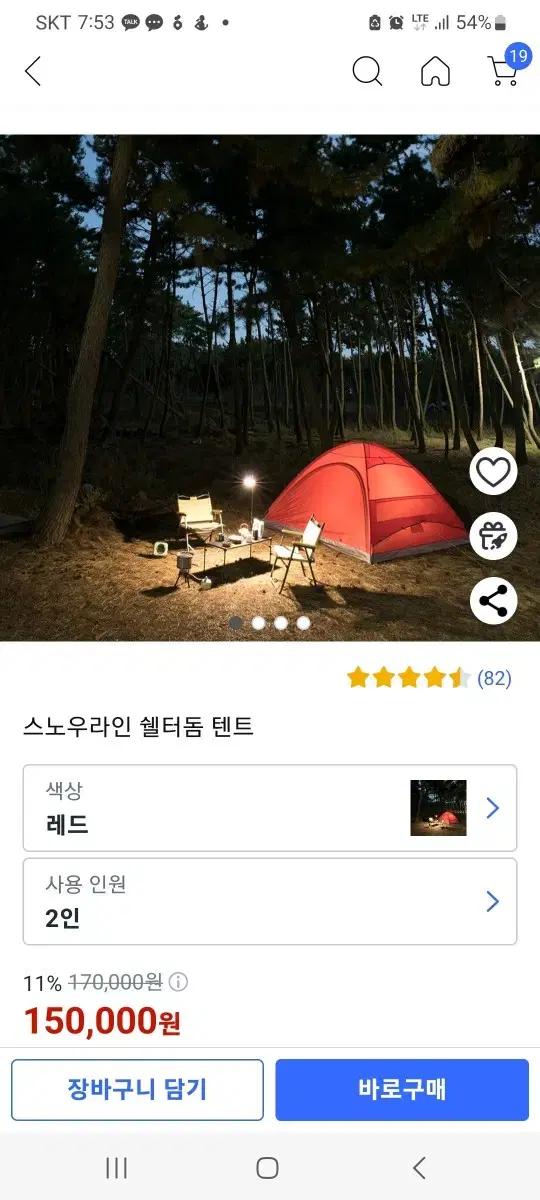 SKT 7:53 TALK LTE 54%
19
(82)
스노우라인 쉘터돔 텐트
색상
레드
사용 인원
2인
11% 170,000원
150,000원
장바구니 담기
바로구매